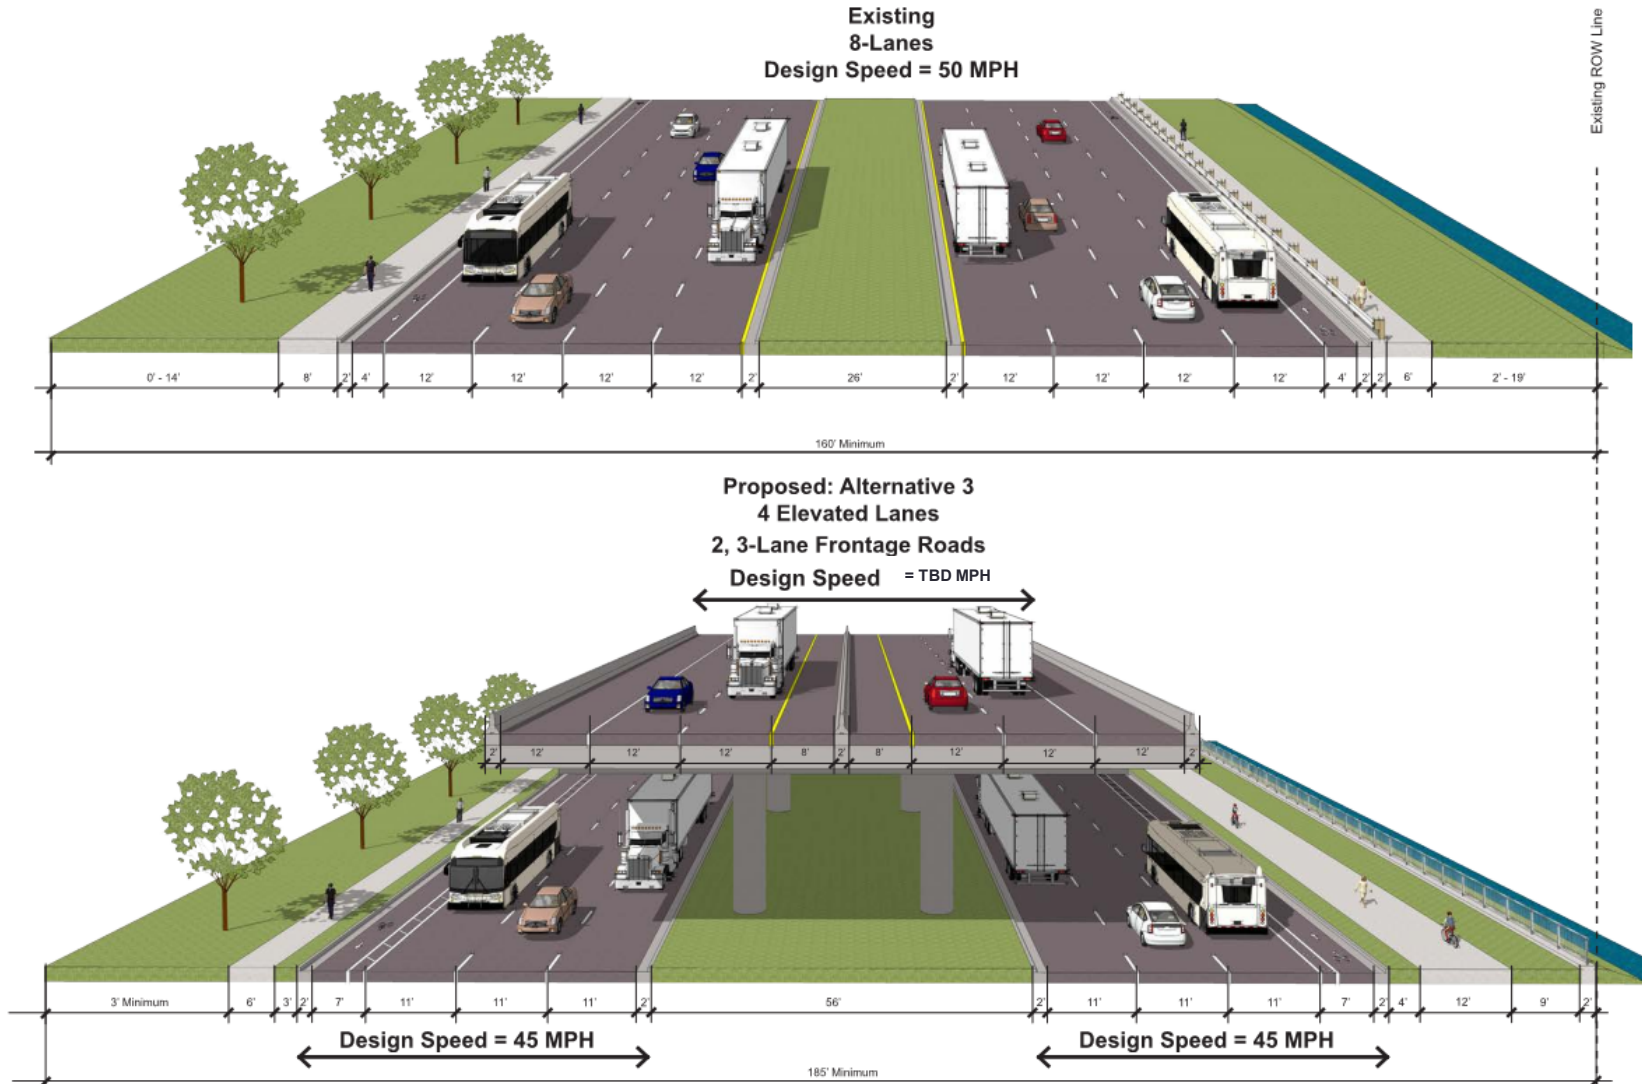 Existing
8-Lanes
Design Speed = 50 MPH
Existing ROW Line
0' - 14' 8' 2' 4' 12' 12' 12' 12' 2' 26' 2' 12' 12' 12' 12' 4' 2' 2' 6' 2' - 19'
160' Minimum
Proposed: Alternative 3
4 Elevated Lanes
2, 3-Lane Frontage Roads
Design Speed = TBD MPH
2' 12' 12' 12' 8' 2' 8' 12' 12' 12' 2'
3' Minimum 6' 3' 2' 7' 11' 11' 11' 2' 56' 2' 11' 11' 11' 7' 2' 4' 12' 9' 2'
Design Speed = 45 MPH Design Speed = 45 MPH
185' Minimum